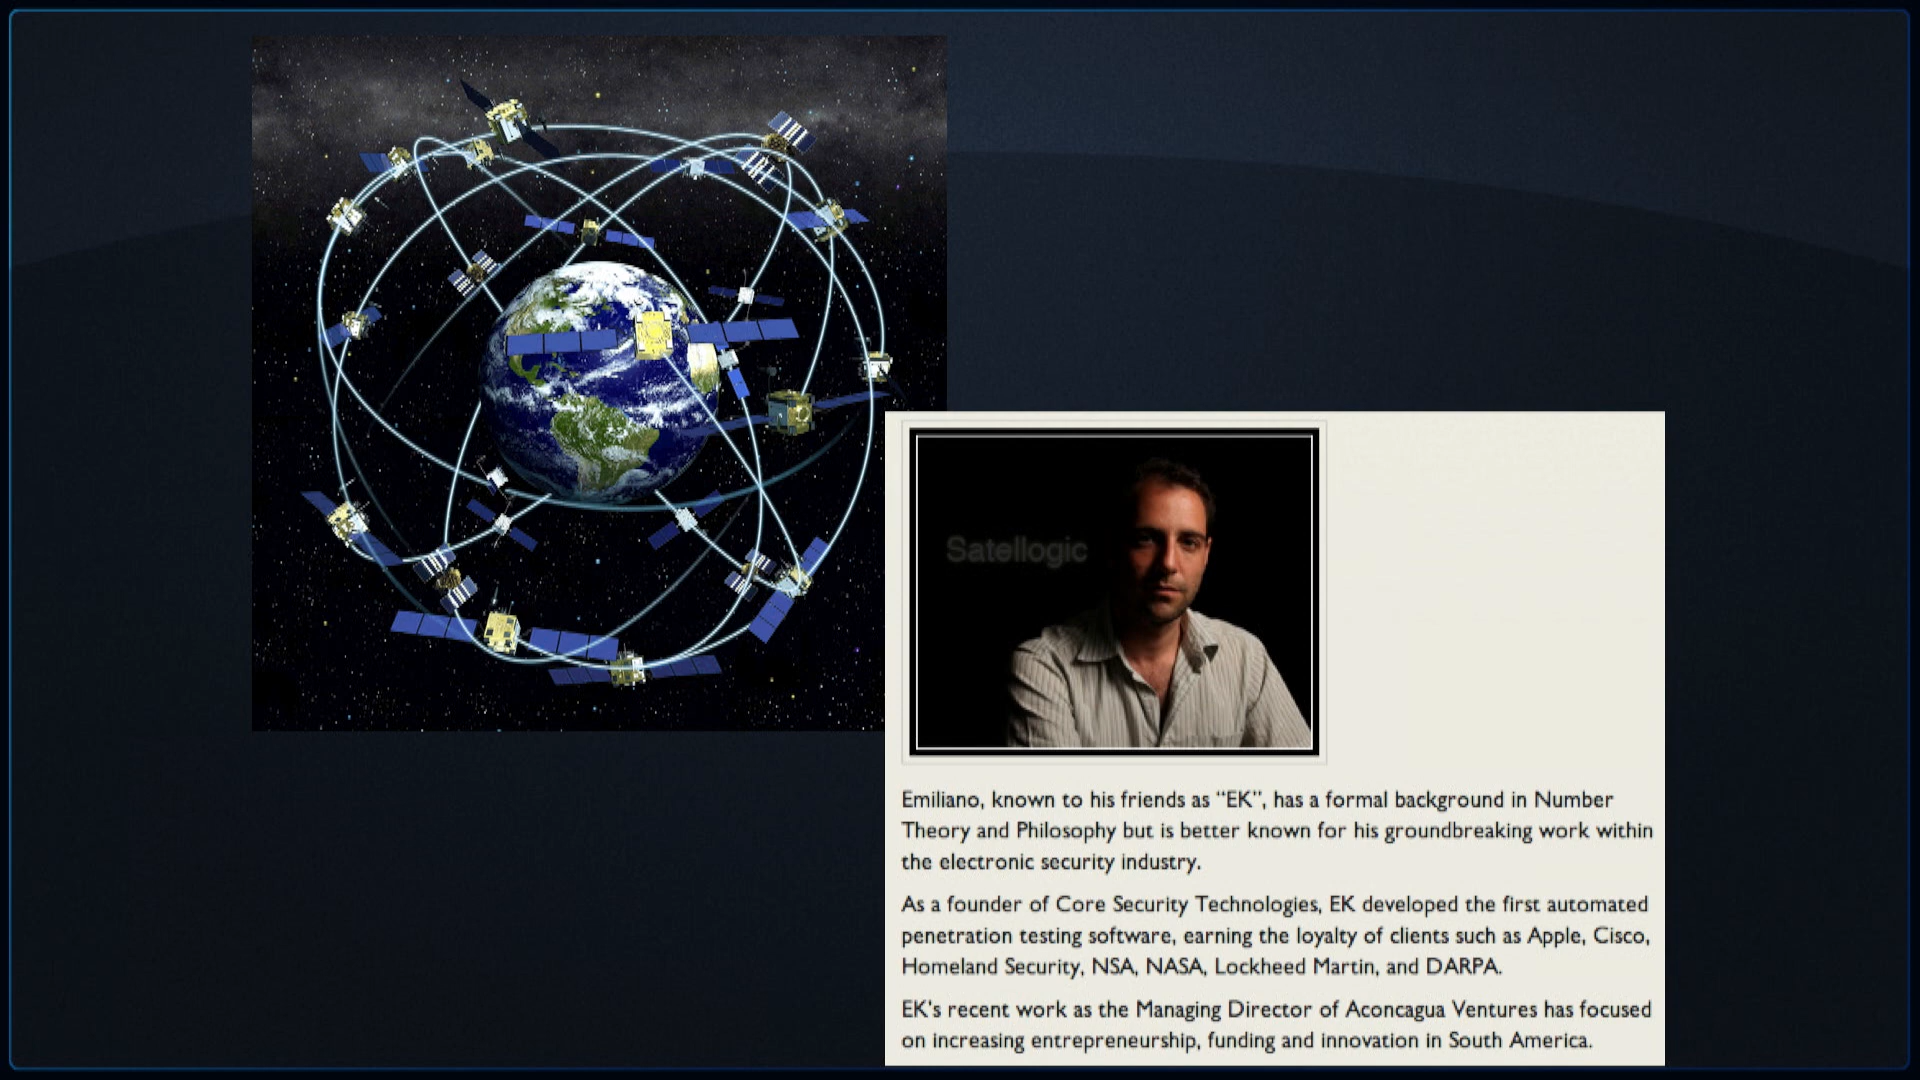 Satellogic
Emiliano, known to his friends as “EK”, has a formal background in Number
Theory and Philosophy but is better known for his groundbreaking work within
the electronic security industry.
As a founder of Core Security Technologies, EK developed the first automated
penetration testing software, earning the loyalty of clients such as Apple, Cisco,
Homeland Security, NSA, NASA, Lockheed Martin, and DARPA.
EK's recent work as the Managing Director of Aconcagua Ventures has focused
on increasing entrepreneurship, funding and innovation in South America.